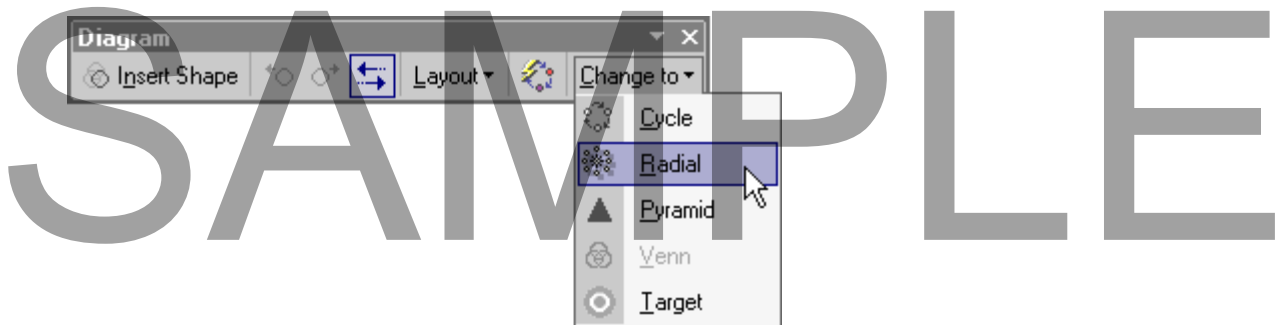 Diagram
Insert Shape Layout Change to
Cycle
Radial
Pyramid
Venn
Target
SAMPLE